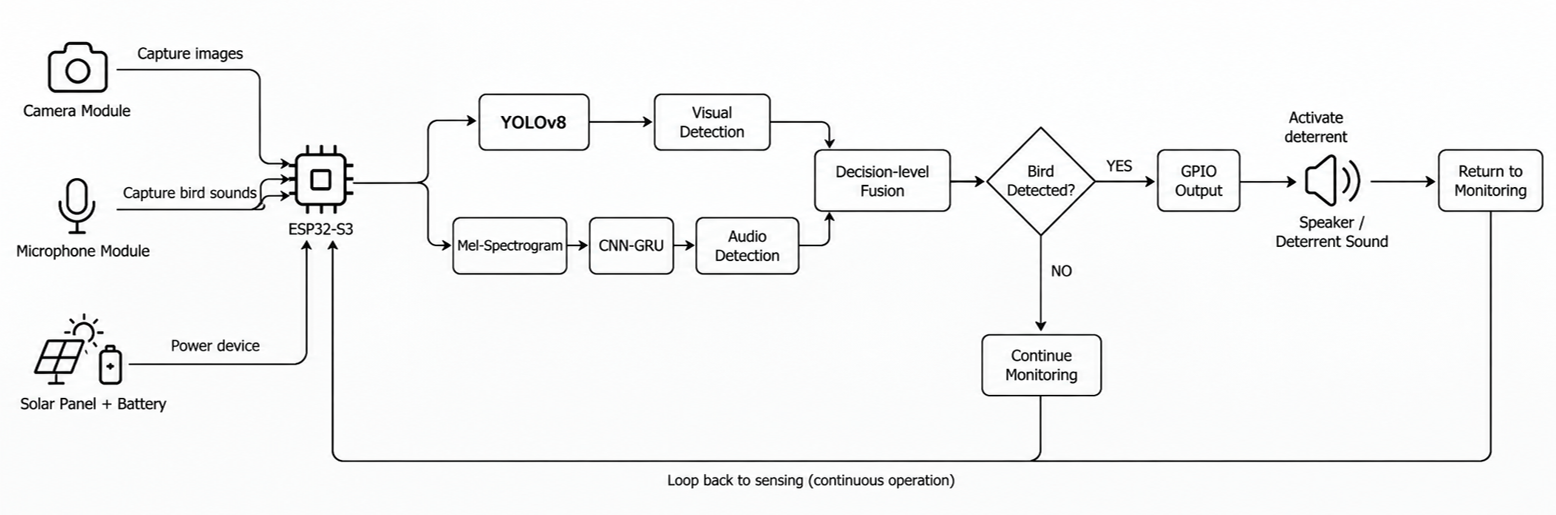 Capture images
Camera Module
Capture bird sounds
Microphone Module
Power device
Solar Panel + Battery
ESP32-S3
YOLOv8
Visual
Detection
Mel-Spectrogram
CNN-GRU
Audio
Detection
Decision-level
Fusion
Bird
Detected?
YES
NO
Continue
Monitoring
GPIO
Output
Activate
deterrent
Speaker /
Deterrent Sound
Return to
Monitoring
Loop back to sensing (continuous operation)